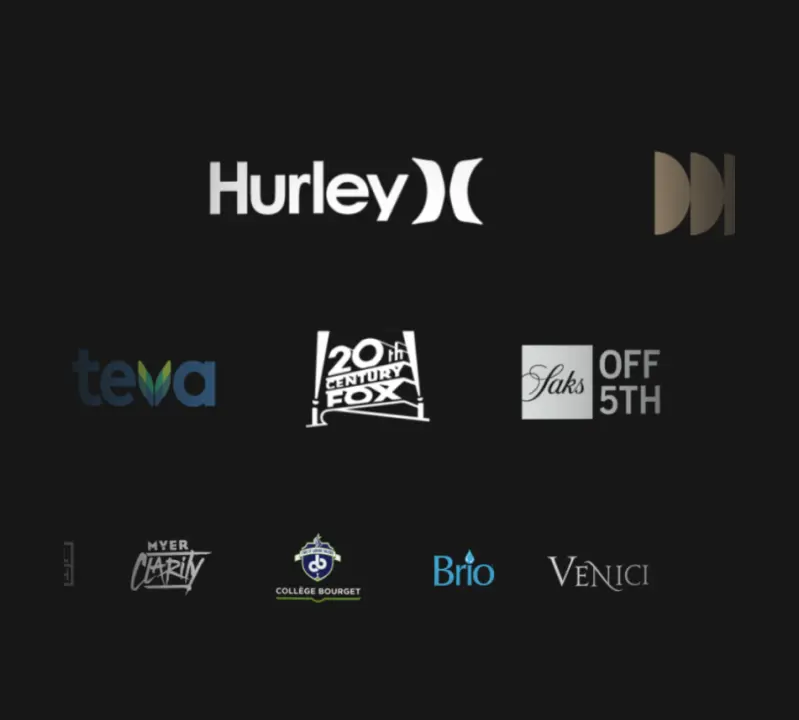 Hurley
teva
20th
CENTURY
FOX
Saks
OFF
5TH
MYER
CLARITY
COLLÈGE BOURGET
Brio
VENICI